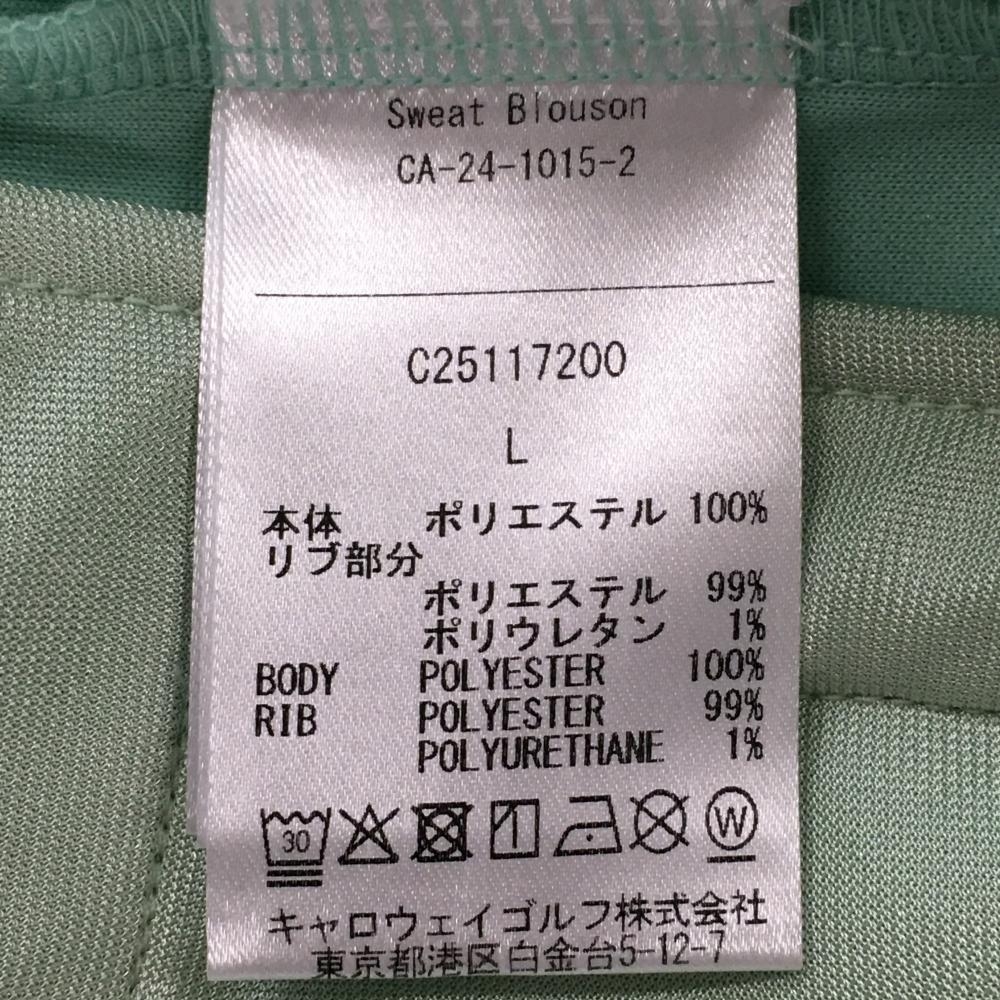 Sweat Blouson
CA-24-1015-2
C25117200
L
本体 ポリエステル 100%
リブ部分
ポリエステル 99%
ポリウレタン 1%
BODY POLYESTER 100%
RIB POLYESTER 99%
POLYURETHANE 1%
30 W
キャロウェイゴルフ株式会社
東京都港区白金台5-12-7